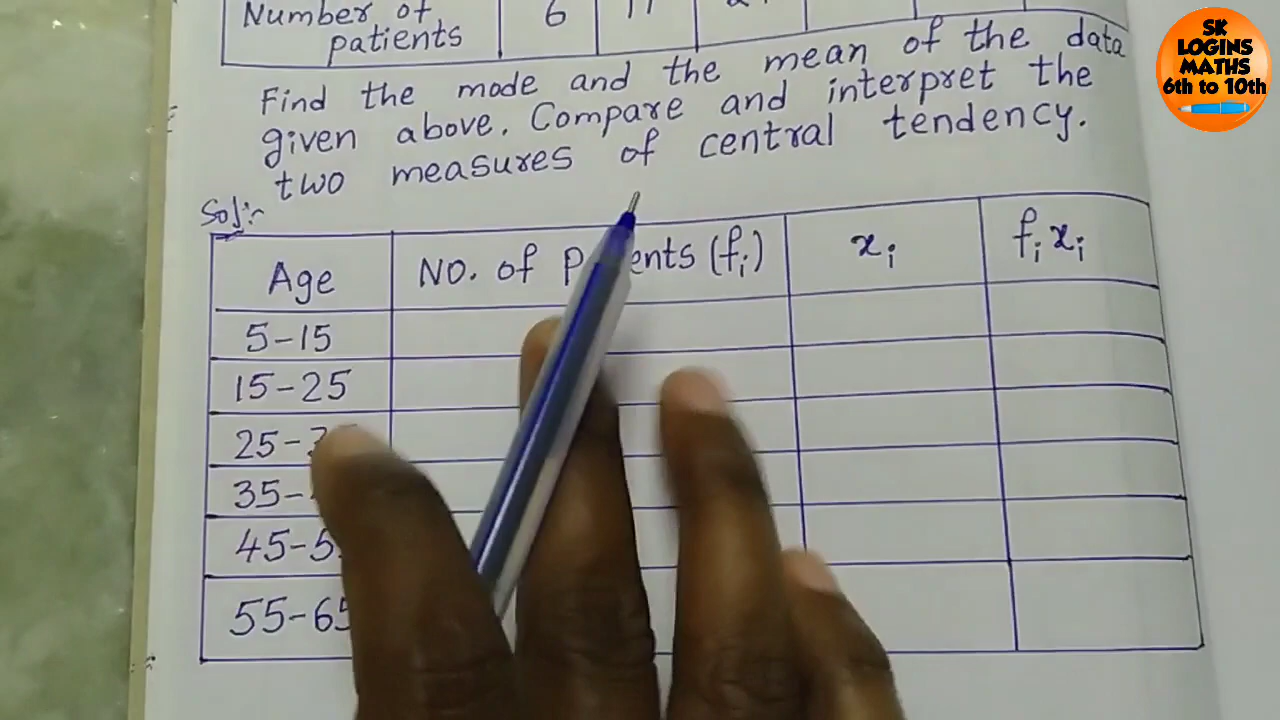 SK
LOGINS
MATHS
6th to 10th
Number of
patients 6
Find the mode and the mean of the data
given above. Compare and interpret the
two measures of central tendency.
Sol:-
Age NO. of (fi) xi fixi
5-15
15-25
25-
35-
45-5
55-65